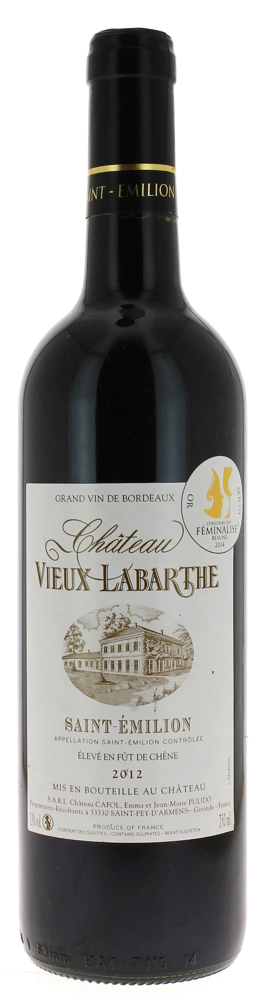 INT - EMILION
GRAND VIN DE BORDEAUX
OR
GOLD
CONCOURS DES
FÉMINALISE
BEAUNE
2014
Château
VIEUX LABARTHE
SAINT-ÉMILION
APPELLATION SAINT-ÉMILION CONTRÔLÉE
ÉLEVÉ EN FÛT DE CHÊNE
2012
MIS EN BOUTEILLE AU CHÂTEAU
S.A.R.L. Château CAFOL, Emma et Jean-Marie PULIDO
Propriétaires-Récoltants à 33330 SAINT-PEY-D'ARMENS - Gironde - France
13% vol.
PRODUCE OF FRANCE
750 ml
CONTIENT DES SULFITES - CONTAINS SULPHITES - BEVAT SULFIETEN
L SEM12VL
63mm 7416 14